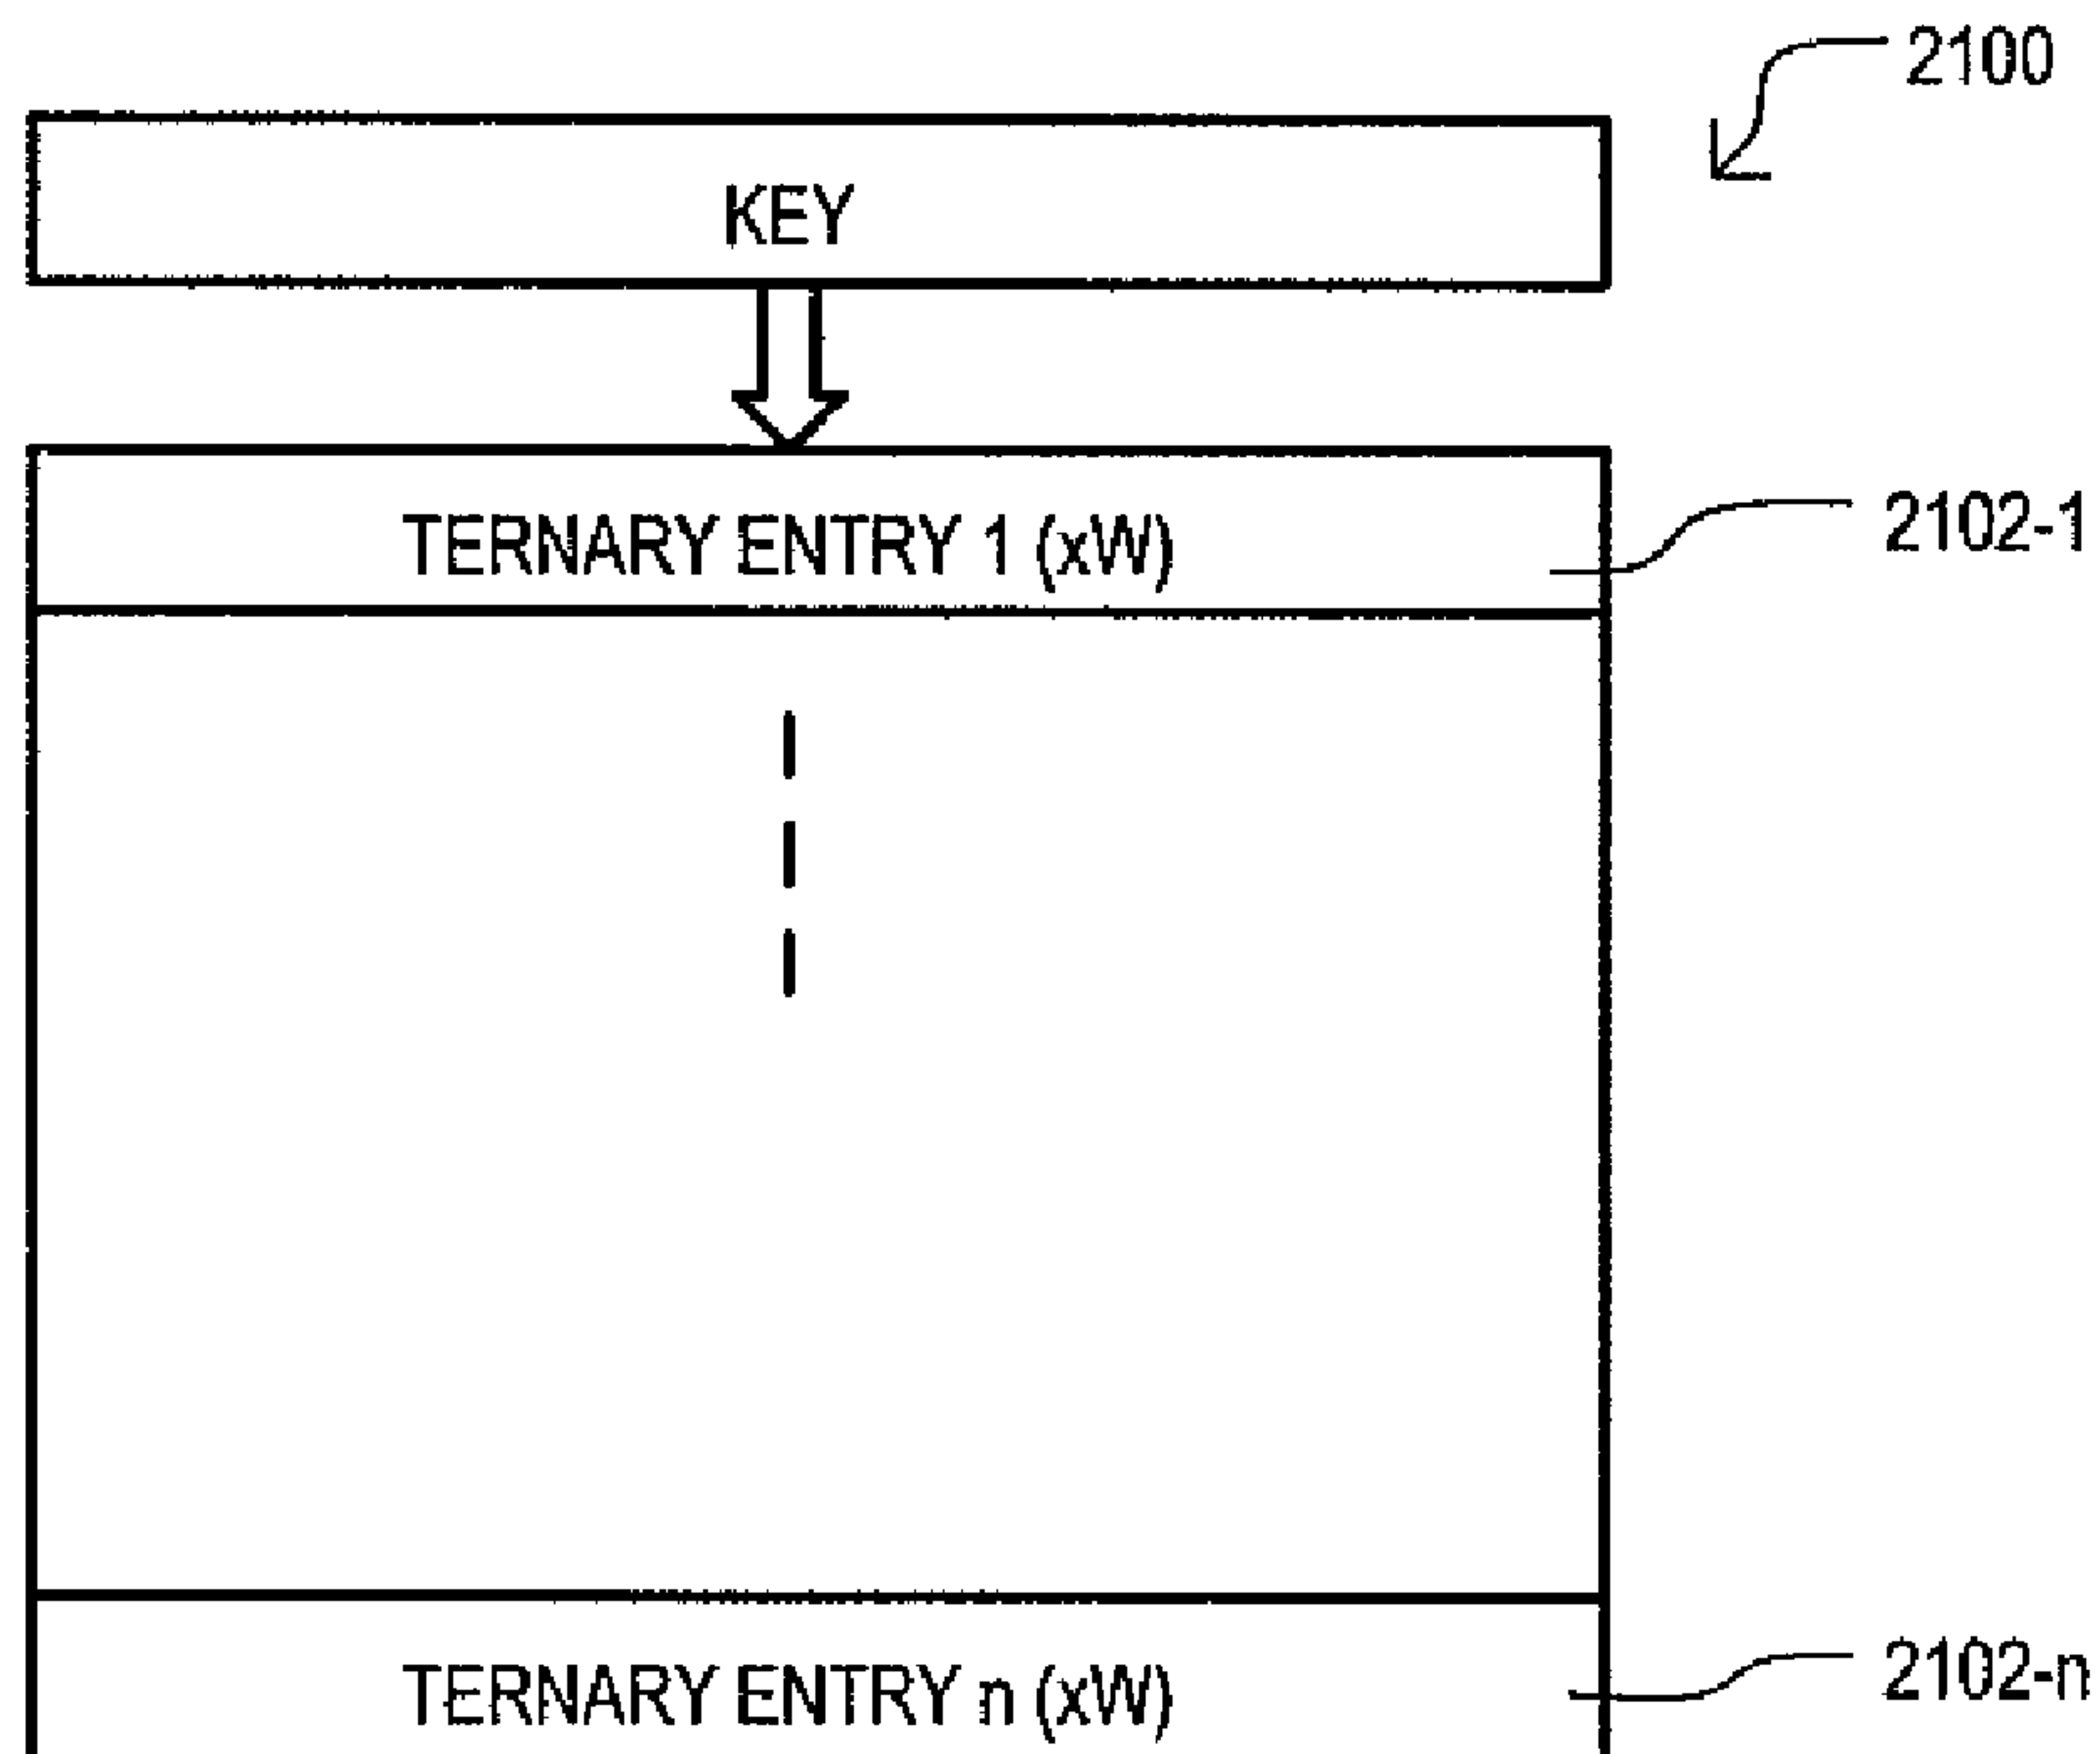 2100
KEY
TERNARY ENTRY 1 (xW)
2102-1
TERNARY ENTRY n (xW)
2102-n